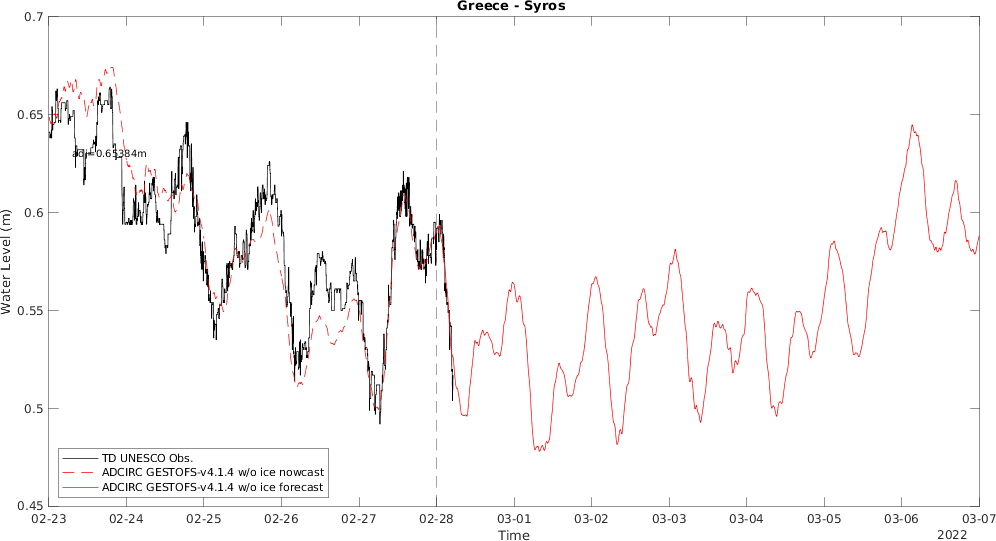 Greece - Syros
0.7
0.65
0.6
0.55
0.5
0.45
Water Level (m)
adj=0.65384m
TD UNESCO Obs.
ADCIRC GESTOFS-v4.1.4 w/o ice nowcast
ADCIRC GESTOFS-v4.1.4 w/o ice forecast
02-23 02-24 02-25 02-26 02-27 02-28 03-01 03-02 03-03 03-04 03-05 03-06 03-07
Time
2022